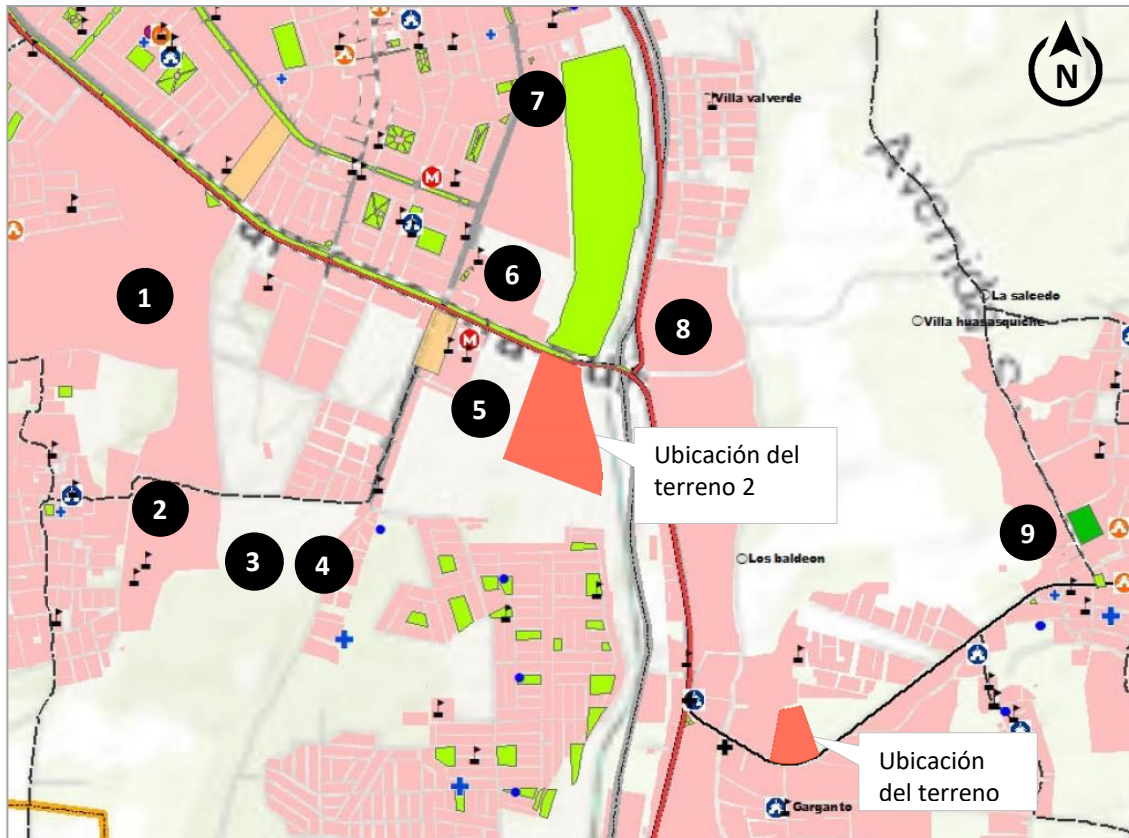 N
7
Villa valverde
M
Avenida C
6
1
La salcedo
Villa huasasquiche
8
M
5
Ubicación del
terreno 2
2
9
3
4
Los baldeon
Ubicación
del terreno
Garganto